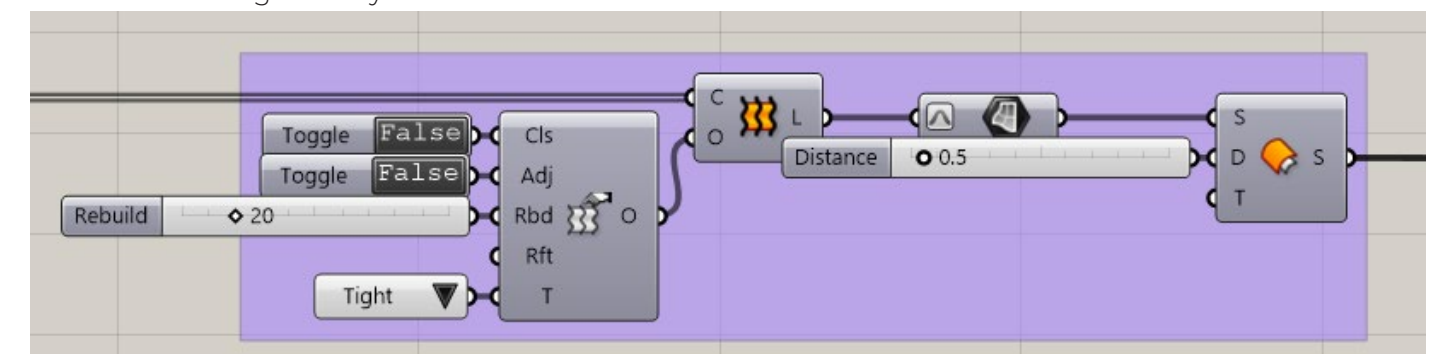 C
O
L
Toggle False
Toggle False
Rebuild 20
Tight
Cls
Adj
Rbd
Rft
T
O
Distance 0.5
S
D
T
S